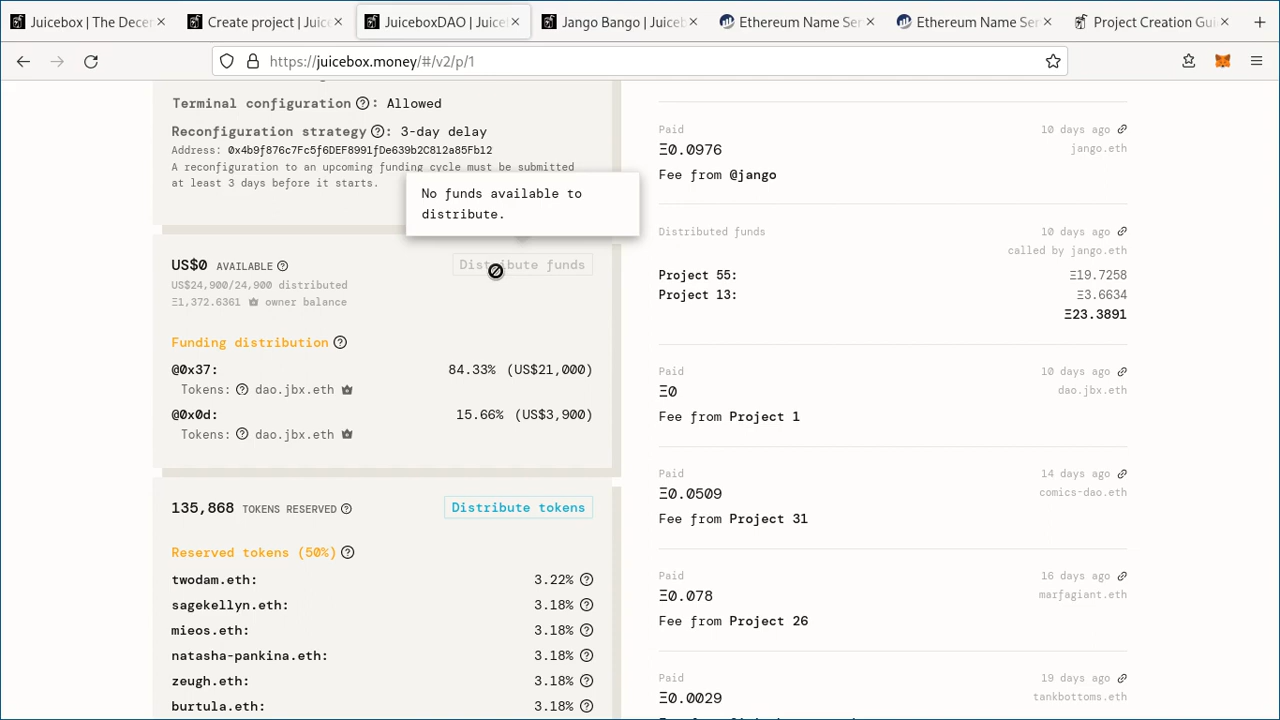 Juicebox | The Decen
Create project | Juice
JuiceboxDAO | Juicel
Jango Bango | Juicebo
Ethereum Name Ser
Ethereum Name Ser
Project Creation Gui
https://juicebox.money/#/v2/p/1
Terminal configuration ? : Allowed
Reconfiguration strategy ? : 3-day delay
Address: 0x4b9f876c7Fc5f6DEF8991fDe639b2C812a85Fb12
A reconfiguration to an upcoming funding cycle must be submitted
at least 3 days before it starts.
No funds available to
distribute.
US$0 AVAILABLE ?
Distribute funds
US$24,900/24,900 distributed
Ξ1,372.6361 owner balance
Funding distribution ?
@0x37: 84.33% (US$21,000)
Tokens: ? dao.jbx.eth
@0x0d: 15.66% (US$3,900)
Tokens: ? dao.jbx.eth
135,868 TOKENS RESERVED ?
Distribute tokens
Reserved tokens (50%) ?
twodam.eth: 3.22% ?
sagekellyn.eth: 3.18% ?
mieos.eth: 3.18% ?
natasha-pankina.eth: 3.18% ?
zeugh.eth: 3.18% ?
burtula.eth: 3.18% ?
Paid 10 days ago
Ξ0.0976 jango.eth
Fee from @jango
Distributed funds 10 days ago
called by jango.eth
Project 55: Ξ19.7258
Project 13: Ξ3.6634
Ξ23.3891
Paid 10 days ago
Ξ0 dao.jbx.eth
Fee from Project 1
Paid 14 days ago
Ξ0.0509 comics-dao.eth
Fee from Project 31
Paid 16 days ago
Ξ0.078 marfagiant.eth
Fee from Project 26
Paid 19 days ago
Ξ0.0029 tankbottoms.eth